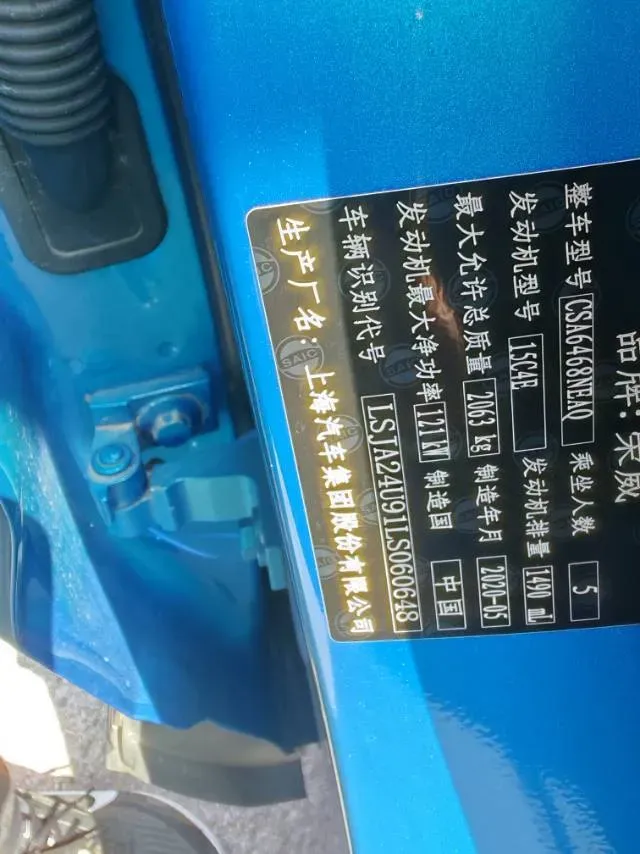 品牌:荣威
整车型号 CSA6468NEAQ 乘坐人数 5
发动机型号 15C4E 发动机排量 1490 ml
最大允许总质量 2063 kg 制造年月 2020-05
发动机最大净功率 121 kW 制造国 中国
车辆识别代号 LSJA24U91LS060648
生产厂名:上海汽车集团股份有限公司
SAIC